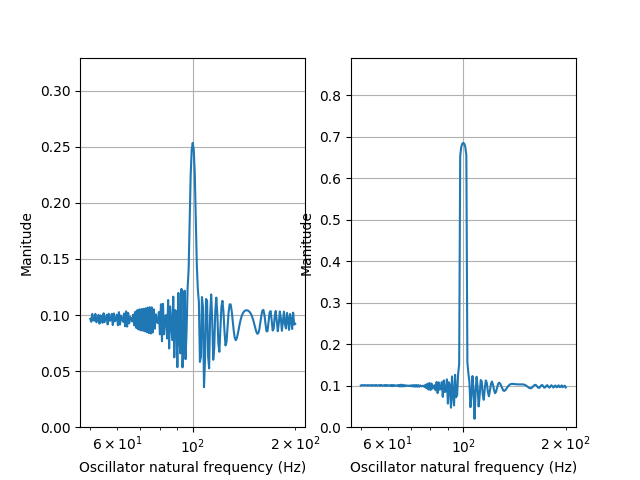 0.30
0.25
0.20
0.15
0.10
0.05
0.00
Manitude
6 × 10¹
10²
2 × 10²
Oscillator natural frequency (Hz)
0.8
0.7
0.6
0.5
0.4
0.3
0.2
0.1
0.0
Manitude
6 × 10¹
10²
2 × 10²
Oscillator natural frequency (Hz)